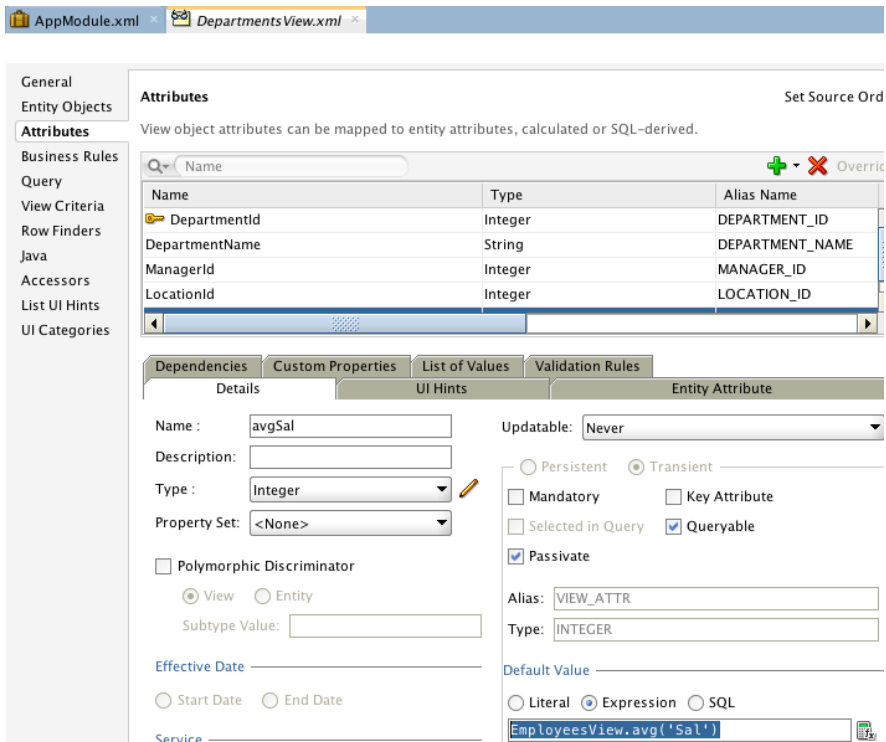 AppModule.xml
DepartmentsView.xml
General
Entity Objects
Attributes
Business Rules
Query
View Criteria
Row Finders
Java
Accessors
List UI Hints
UI Categories
Attributes
Set Source Ord
View object attributes can be mapped to entity attributes, calculated or SQL-derived.
Name
Overric
Name Type Alias Name
DepartmentId Integer DEPARTMENT_ID
DepartmentName String DEPARTMENT_NAME
ManagerId Integer MANAGER_ID
LocationId Integer LOCATION_ID
Dependencies Custom Properties List of Values Validation Rules
Details UI Hints Entity Attribute
Name : avgSal
Description:
Type : Integer
Property Set: <None>
Polymorphic Discriminator
View Entity
Subtype Value:
Effective Date
Start Date End Date
Service
Updatable: Never
Persistent Transient
Mandatory Key Attribute
Selected in Query Queryable
Passivate
Alias: VIEW_ATTR
Type: INTEGER
Default Value
Literal Expression SQL
EmployeesView.avg('Sal')